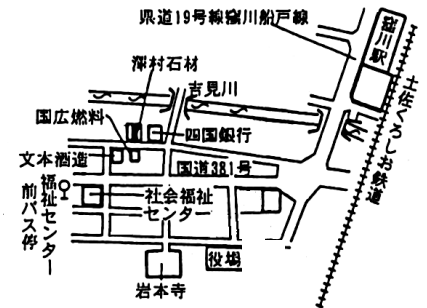 県道19号線窪川船戸線
窪川駅
澤村石材
吉見川
国広燃料
四国銀行
土佐くろしお鉄道
文本酒造
国道381号
福祉センター
前バス停
社会福祉
センター
役場
岩本寺